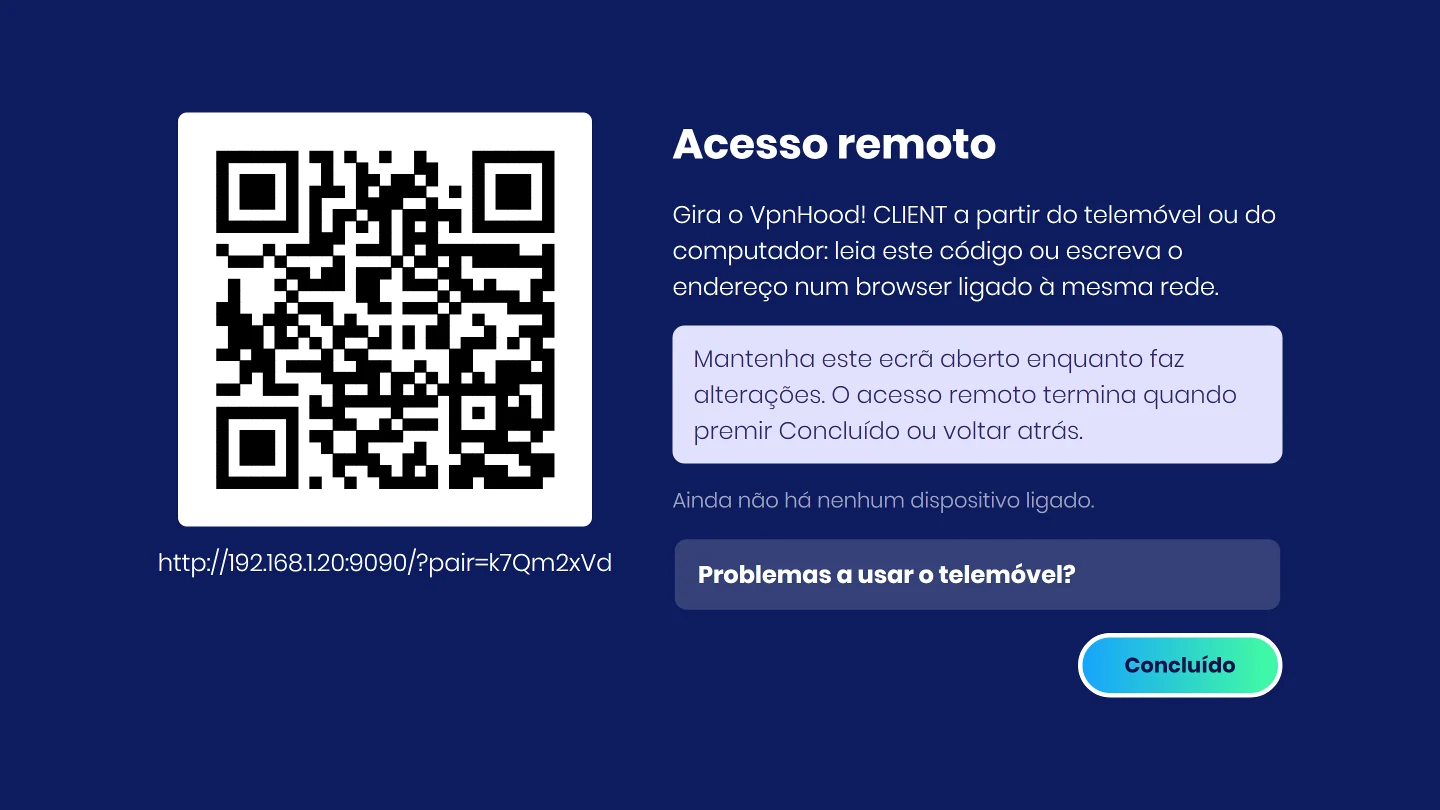 http://192.168.1.20:9090/?pair=k7Qm2xVd
Acesso remoto
Gira o VpnHood! CLIENT a partir do telemóvel ou do
computador: leia este código ou escreva o
endereço num browser ligado à mesma rede.
Mantenha este ecrã aberto enquanto faz
alterações. O acesso remoto termina quando
premir Concluído ou voltar atrás.
Ainda não há nenhum dispositivo ligado.
Problemas a usar o telemóvel?
Concluído